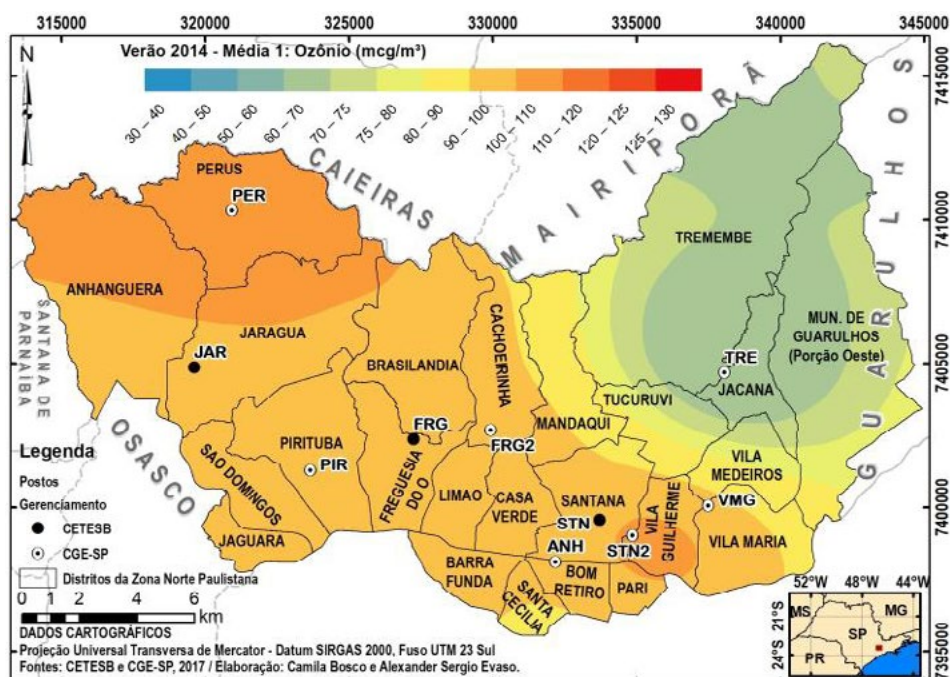 315000 320000 325000 330000 335000 340000 345000
Verão 2014 - Média 1: Ozônio (mcg/m³)
N
30 – 40
40 – 50
50 – 60
60 – 70
70 – 75
75 – 80
80 – 90
90 – 100
100 – 110
110 – 120
120 – 125
125 – 130
7415000
7410000
7405000
7400000
7395000
CAIEIRAS
MAIRIPORÃ
GUARULHOS
SANTANA DE
PARNAÍBA
OSASCO
PERUS
PER
ANHANGUERA
JARAGUA
JAR
BRASILANDIA
CACHOEIRINHA
TREMEMBE
MUN. DE
GUARULHOS
(Porção Oeste)
TRE
JACANA
TUCURUVI
MANDAQUI
FRG
FRG2
PIRITUBA
PIR
SAO DOMINGOS
JAGUARA
FREGUESIA
DO O
LIMAO
CASA
VERDE
SANTANA
STN
ANH
STN2
VILA
GUILHERME
VILA
MEDEIROS
VMG
VILA MARIA
BARRA
FUNDA
BOM
RETIRO
PARI
SANTA
CECILIA
Legenda
Postos
Gerenciamento
CETESB
CGE-SP
Distritos da Zona Norte Paulistana
0 2 4 6
km
DADOS CARTOGRÁFICOS
Projeção Universal Transversa de Mercator - Datum SIRGAS 2000, Fuso UTM 23 Sul
Fontes: CETESB e CGE-SP, 2017 / Elaboração: Camila Bosco e Alexander Sergio Evaso.
52°W 48°W 44°W
21°S
24°S
MS
MG
SP
PR